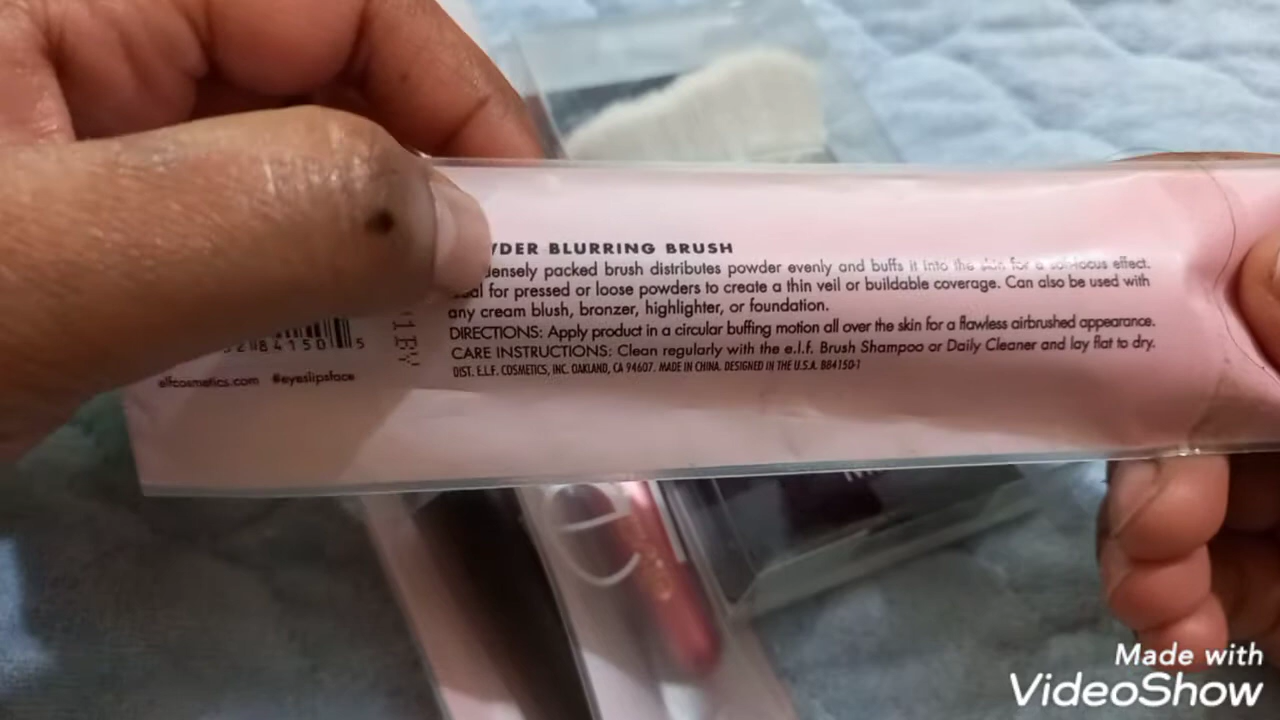 DER BLURRING BRUSH
densely packed brush distributes powder evenly and buffs it into the skin for a soft-focus effect.
for pressed or loose powders to create a thin veil or buildable coverage. Can also be used with
any cream blush, bronzer, highlighter, or foundation.
DIRECTIONS: Apply product in a circular buffing motion all over the skin for a flawless airbrushed appearance.
CARE INSTRUCTIONS: Clean regularly with the e.l.f. Brush Shampoo or Daily Cleaner and lay flat to dry.
DIST. E.L.F. COSMETICS, INC. OAKLAND, CA 94607. MADE IN CHINA. DESIGNED IN THE U.S.A. B84150-1
84150 5
elfcosmetics.com #eyeslipsface
Made with
VideoShow